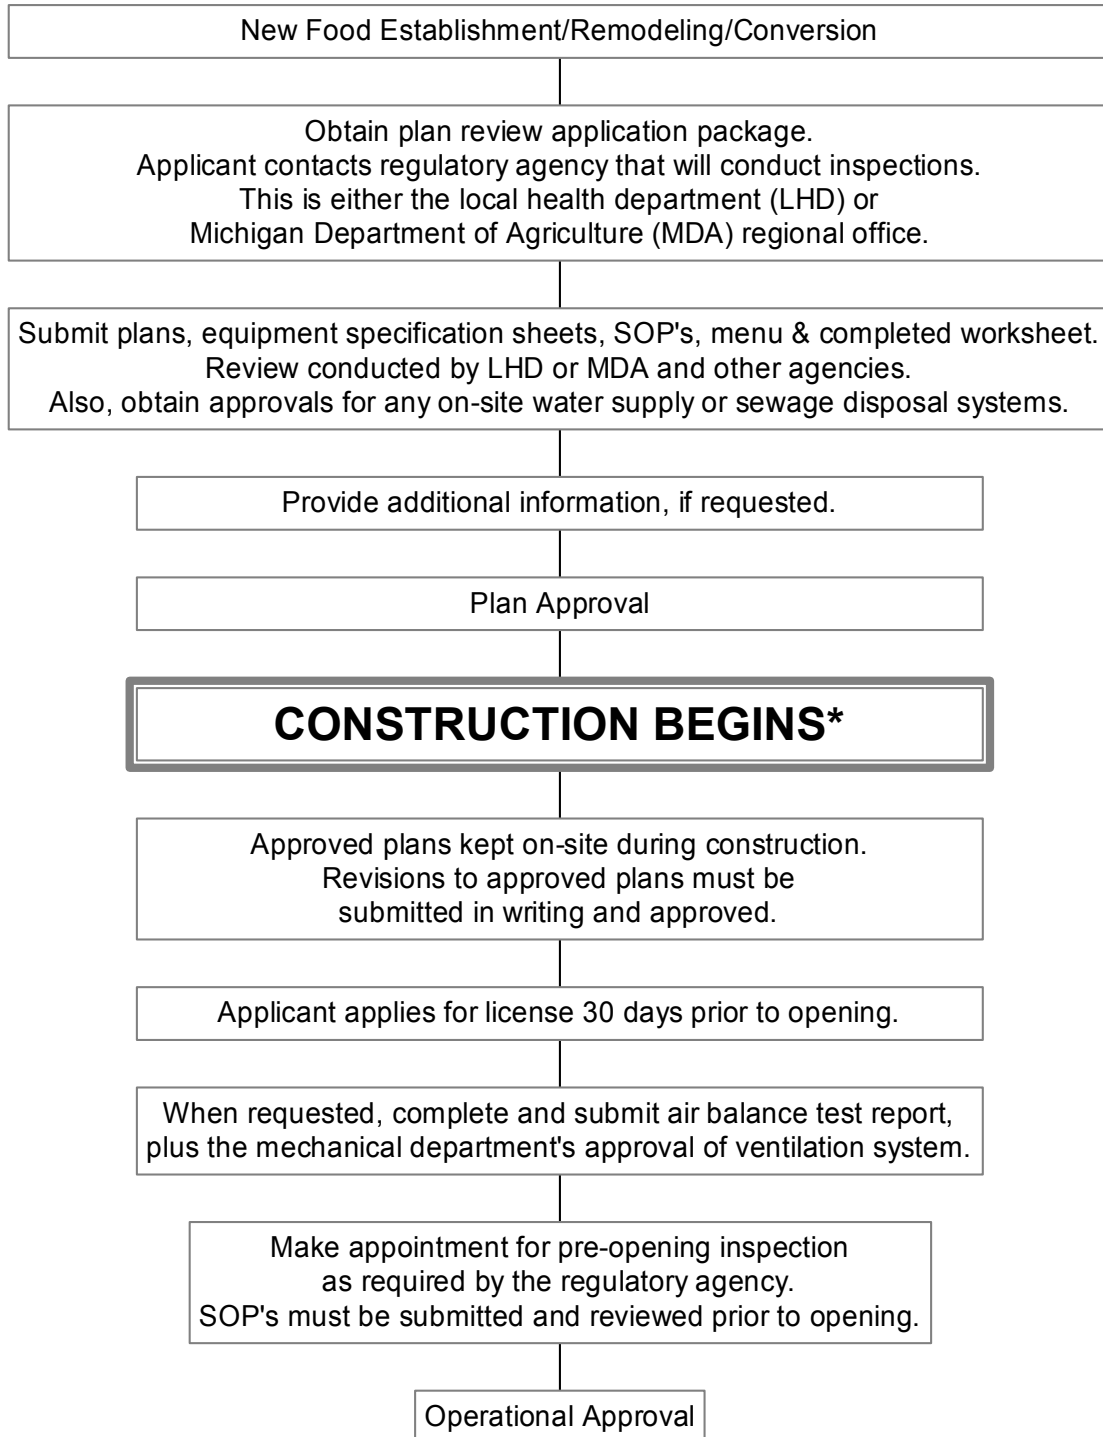 New Food Establishment/Remodeling/Conversion
Obtain plan review application package.
Applicant contacts regulatory agency that will conduct inspections.
This is either the local health department (LHD) or
Michigan Department of Agriculture (MDA) regional office.
Submit plans, equipment specification sheets, SOP's, menu & completed worksheet.
Review conducted by LHD or MDA and other agencies.
Also, obtain approvals for any on-site water supply or sewage disposal systems.
Provide additional information, if requested.
Plan Approval
CONSTRUCTION BEGINS*
Approved plans kept on-site during construction.
Revisions to approved plans must be
submitted in writing and approved.
Applicant applies for license 30 days prior to opening.
When requested, complete and submit air balance test report,
plus the mechanical department's approval of ventilation system.
Make appointment for pre-opening inspection
as required by the regulatory agency.
SOP's must be submitted and reviewed prior to opening.
Operational Approval